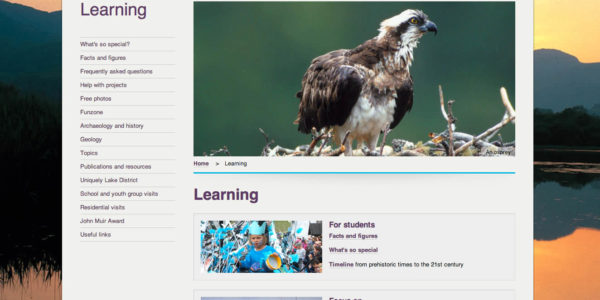 Learning
What's so special?
Facts and figures
Frequently asked questions
Help with projects
Free photos
Funzone
Archaeology and history
Geology
Topics
Publications and resources
Uniquely Lake District
School and youth group visits
Residential visits
John Muir Award
Useful links
An osprey
Home > Learning
Learning
For students
Facts and figures
What's so special
Timeline from prehistoric times to the 21st century